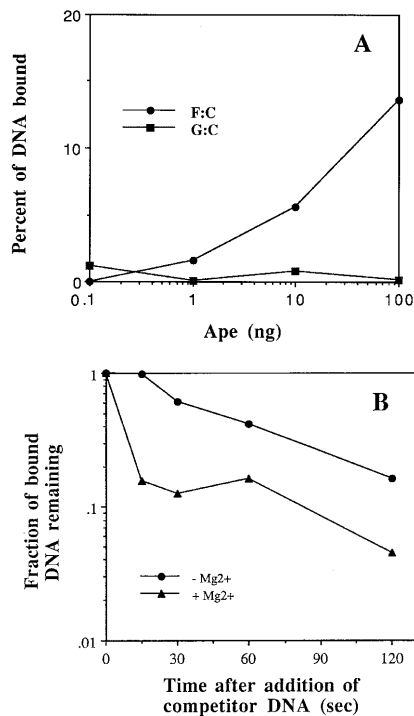 A
20
10
0
Percent of DNA bound
F:C
G:C
0.1
1
10
100
Ape (ng)
B
1
.1
.01
Fraction of bound
DNA remaining
- Mg2+
+ Mg2+
0
30
60
90
120
Time after addition of
competitor DNA (sec)